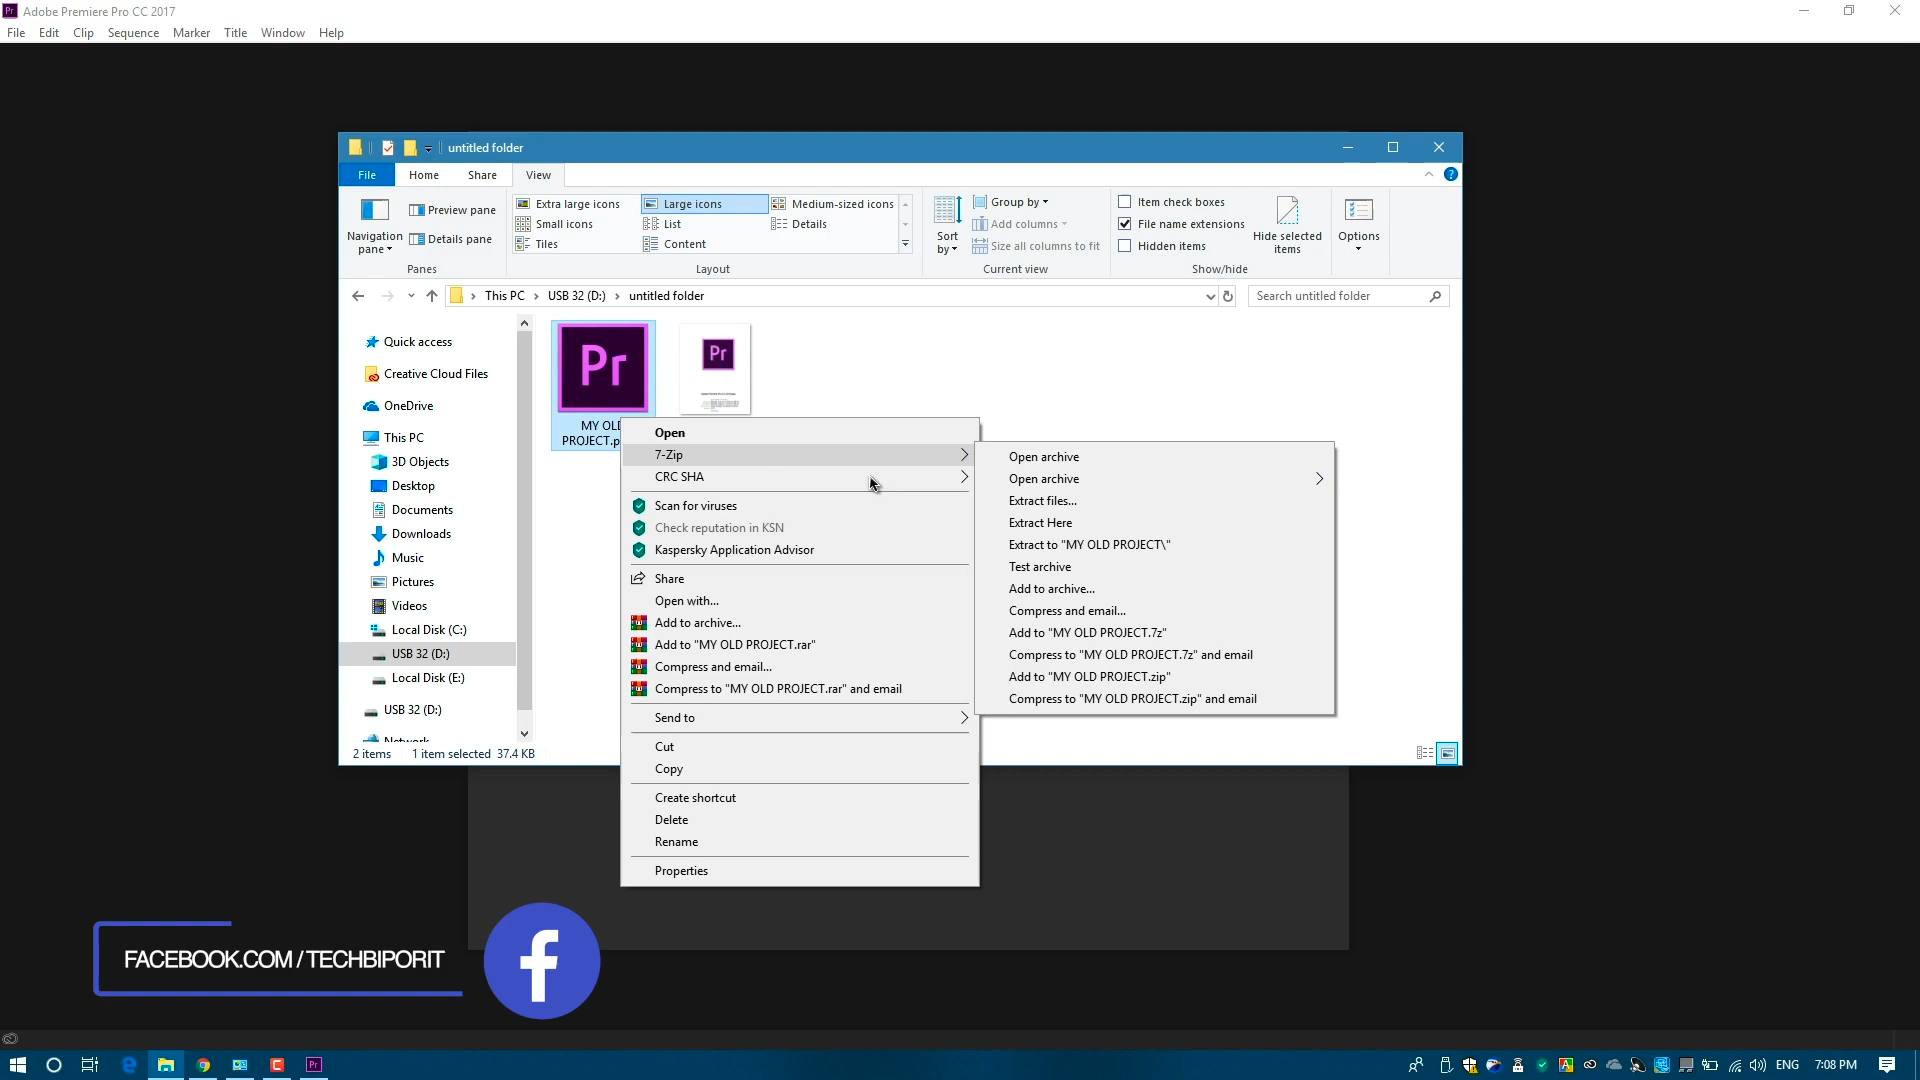 Adobe Premiere Pro CC 2017
File Edit Clip Sequence Marker Title Window Help
untitled folder
File Home Share View
Navigation pane
Preview pane
Details pane
Panes
Extra large icons Large icons Medium-sized icons
Small icons List Details
Tiles Content
Layout
Sort by
Group by
Add columns
Size all columns to fit
Current view
Item check boxes
File name extensions
Hidden items
Hide selected items
Show/hide
Options
This PC USB 32 (D:) untitled folder
Search untitled folder
Quick access
Creative Cloud Files
OneDrive
This PC
3D Objects
Desktop
Documents
Downloads
Music
Pictures
Videos
Local Disk (C:)
USB 32 (D:)
Local Disk (E:)
USB 32 (D:)
Network
2 items 1 item selected 37.4 KB
Pr
Pr
MY OL
PROJECT.p
Open
7-Zip
CRC SHA
Scan for viruses
Check reputation in KSN
Kaspersky Application Advisor
Share
Open with...
Add to archive...
Add to "MY OLD PROJECT.rar"
Compress and email...
Compress to "MY OLD PROJECT.rar" and email
Send to
Cut
Copy
Create shortcut
Delete
Rename
Properties
Open archive
Open archive
Extract files...
Extract Here
Extract to "MY OLD PROJECT\"
Test archive
Add to archive...
Compress and email...
Add to "MY OLD PROJECT.7z"
Compress to "MY OLD PROJECT.7z" and email
Add to "MY OLD PROJECT.zip"
Compress to "MY OLD PROJECT.zip" and email
FACEBOOK.COM / TECHBIPORIT
f
Pr
ENG 7:08 PM